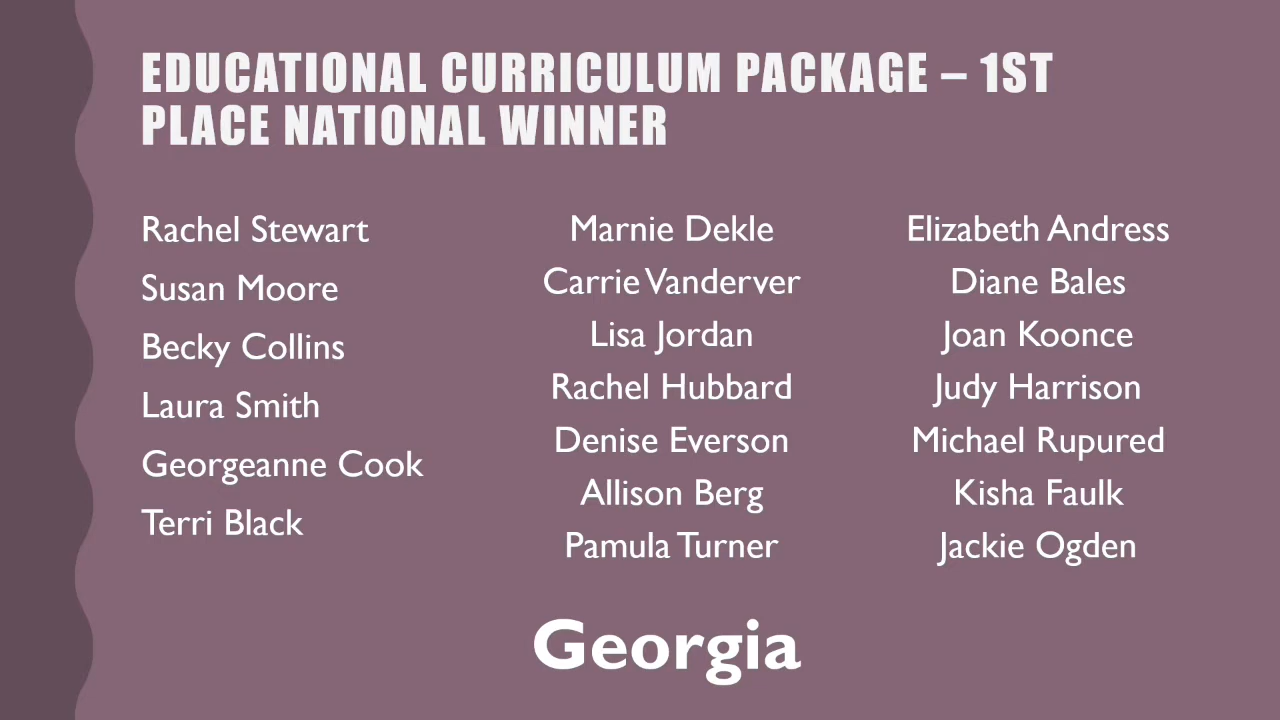 EDUCATIONAL CURRICULUM PACKAGE – 1ST
PLACE NATIONAL WINNER
Rachel Stewart
Susan Moore
Becky Collins
Laura Smith
Georgeanne Cook
Terri Black
Marnie Dekle
Carrie Vanderver
Lisa Jordan
Rachel Hubbard
Denise Everson
Allison Berg
Pamula Turner
Elizabeth Andress
Diane Bales
Joan Koonce
Judy Harrison
Michael Rupured
Kisha Faulk
Jackie Ogden
Georgia